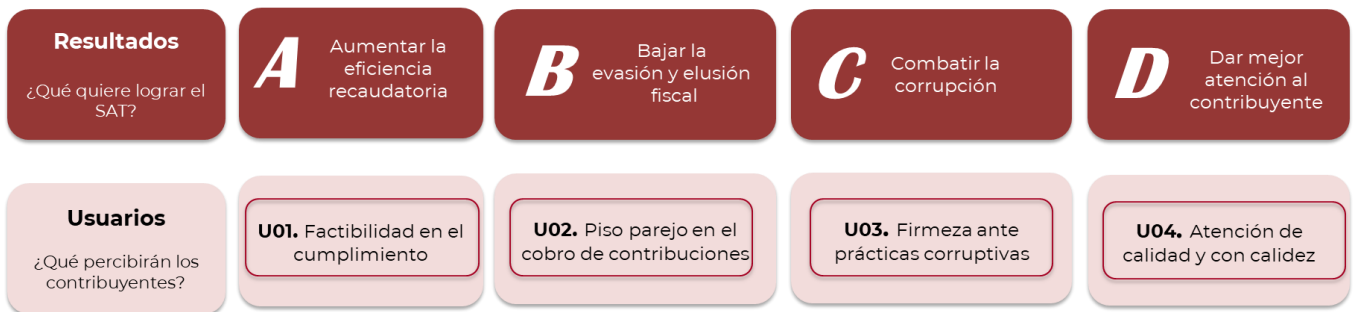 Resultados
¿Qué quiere lograr el
SAT?
A
Aumentar la
eficiencia
recaudatoria
B
Bajar la
evasión y elusión
fiscal
C
Combatir la
corrupción
D
Dar mejor
atención al
contribuyente
Usuarios
¿Qué percibirán los
contribuyentes?
U01. Factibilidad en el
cumplimiento
U02. Piso parejo en el
cobro de contribuciones
U03. Firmeza ante
prácticas corruptivas
U04. Atención de
calidad y con calidez